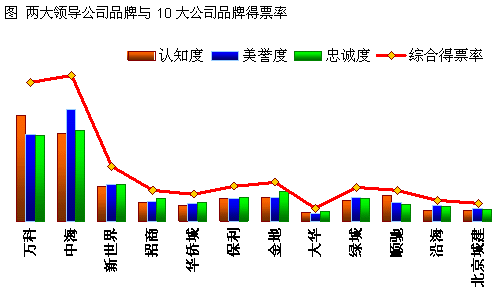 图 两大领导公司品牌与 10 大公司品牌得票率
认知度 美誉度 忠诚度 综合得票率
万科 中海 新世界 招商 华侨城 保利 金地 大华 绿城 顺驰 沿海 北京城建